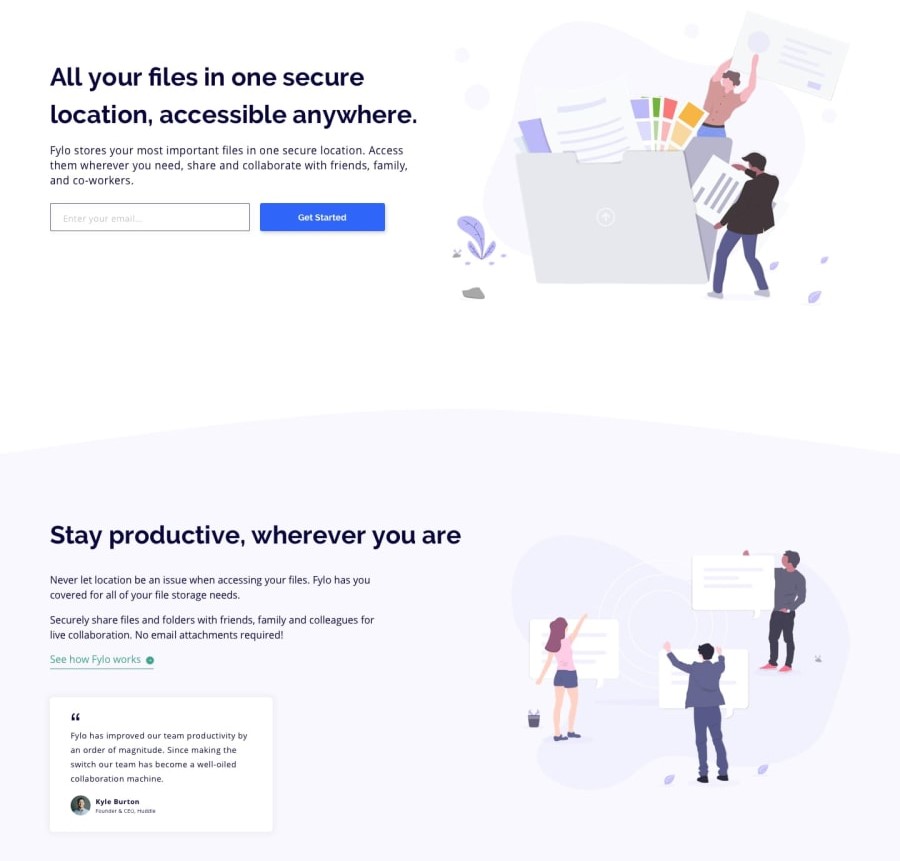 All your files in one secure
location, accessible anywhere.
Fylo stores your most important files in one secure location. Access
them wherever you need, share and collaborate with friends, family,
and co-workers.
Enter your email...
Get Started
Stay productive, wherever you are
Never let location be an issue when accessing your files. Fylo has you
covered for all of your file storage needs.
Securely share files and folders with friends, family and colleagues for
live collaboration. No email attachments required!
See how Fylo works
“
Fylo has improved our team productivity by
an order of magnitude. Since making the
switch our team has become a well-oiled
collaboration machine.
Kyle Burton
Founder & CEO, Huddle